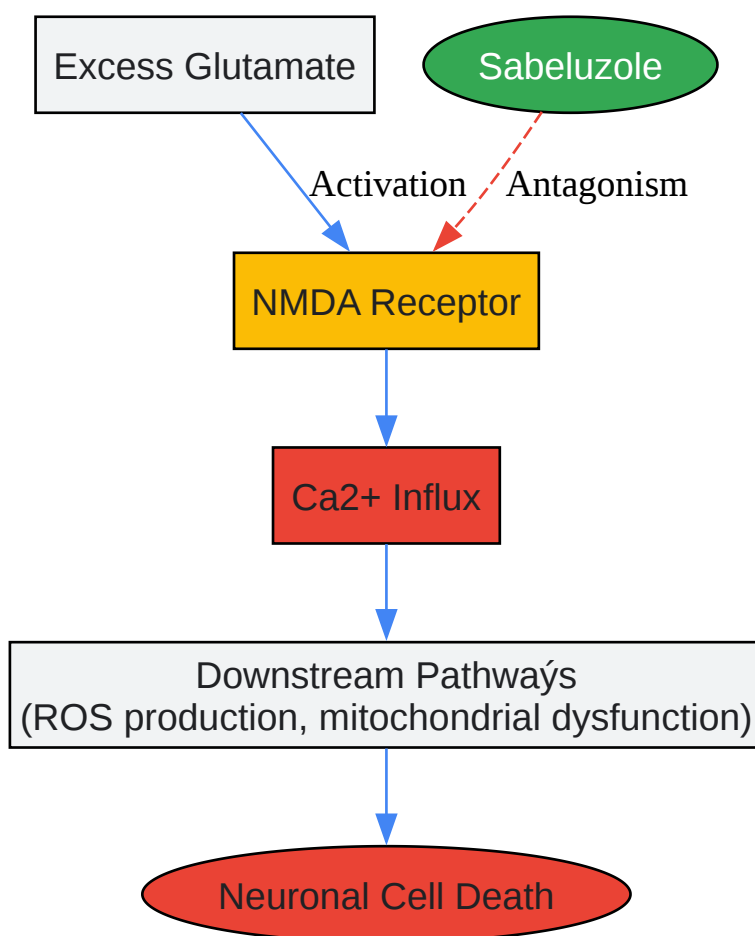 Excess Glutamate
Sabeluzole
Activation
Antagonism
NMDA Receptor
Ca2+ Influx
Downstream Pathwaýs
(ROS production, mitochondrial dysfunction)
Neuronal Cell Death